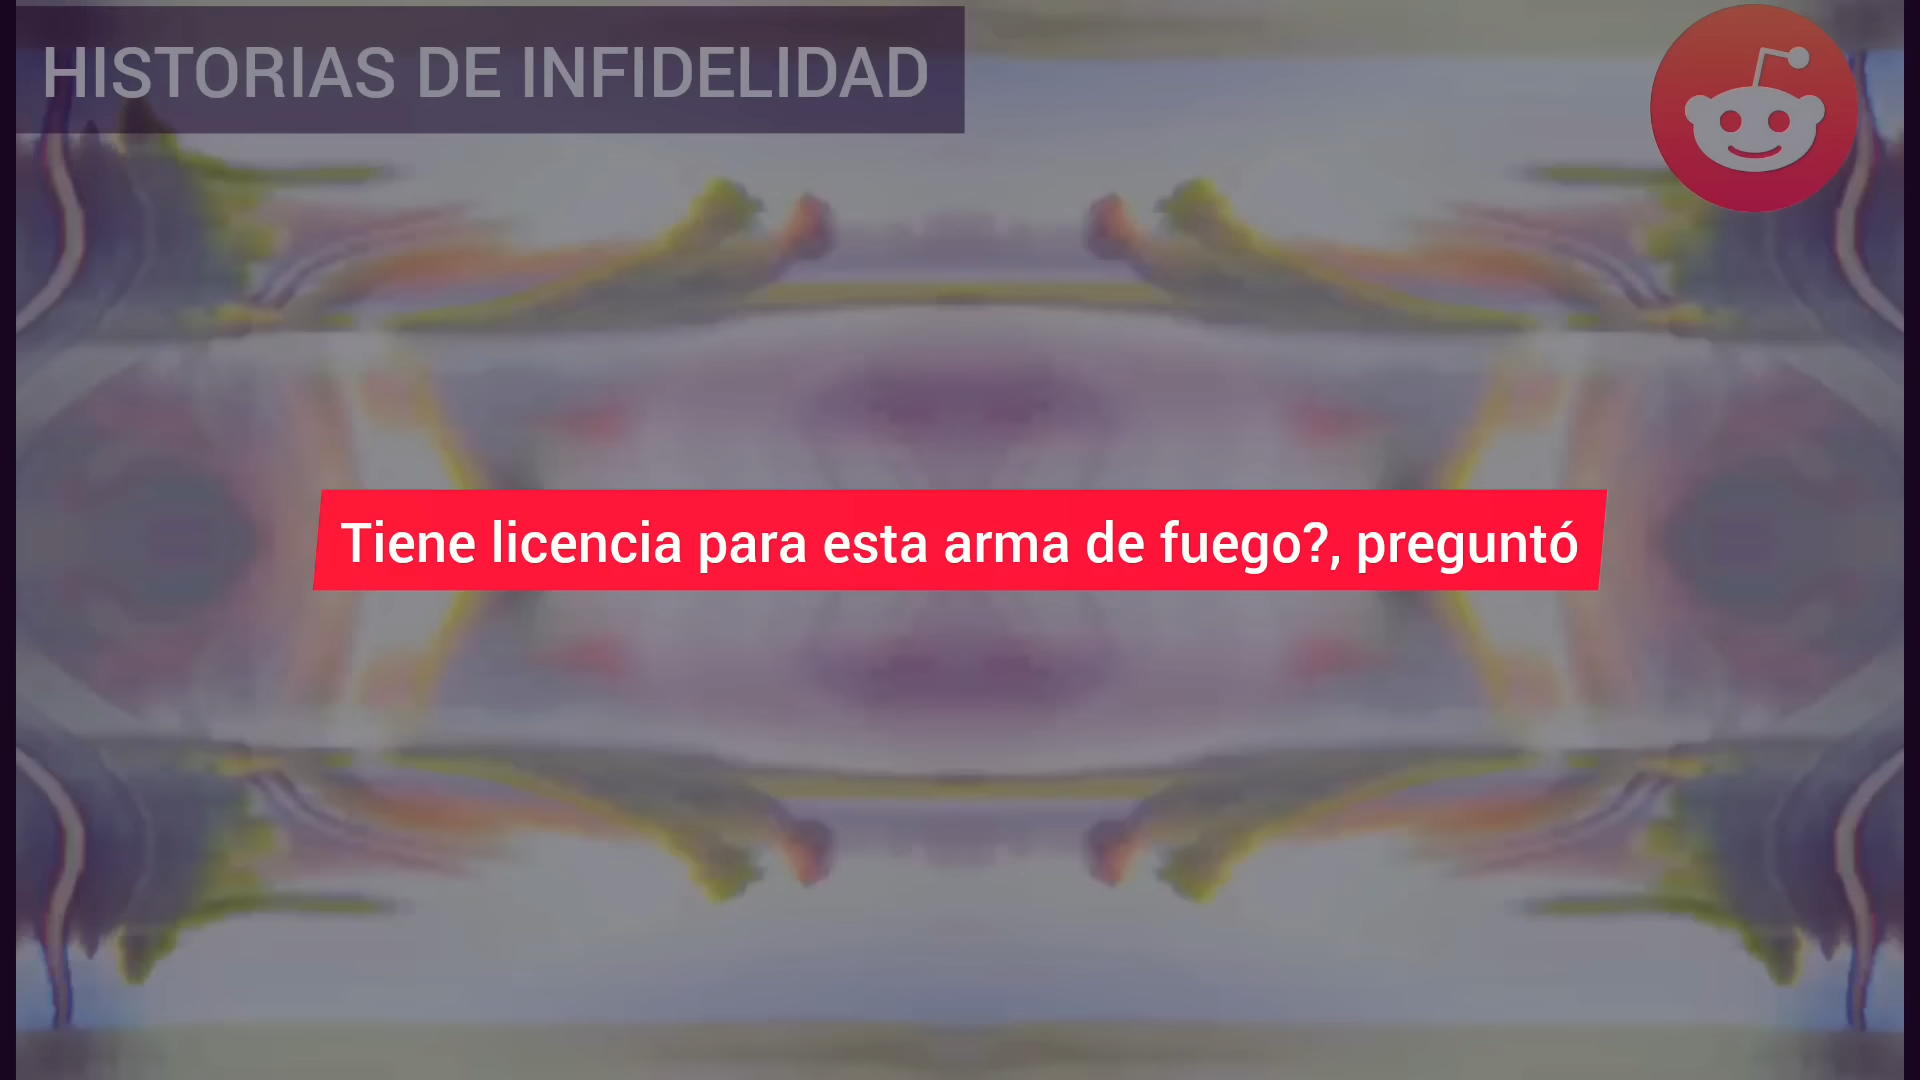 HISTORIAS DE INFIDELIDAD
Tiene licencia para esta arma de fuego?, preguntó